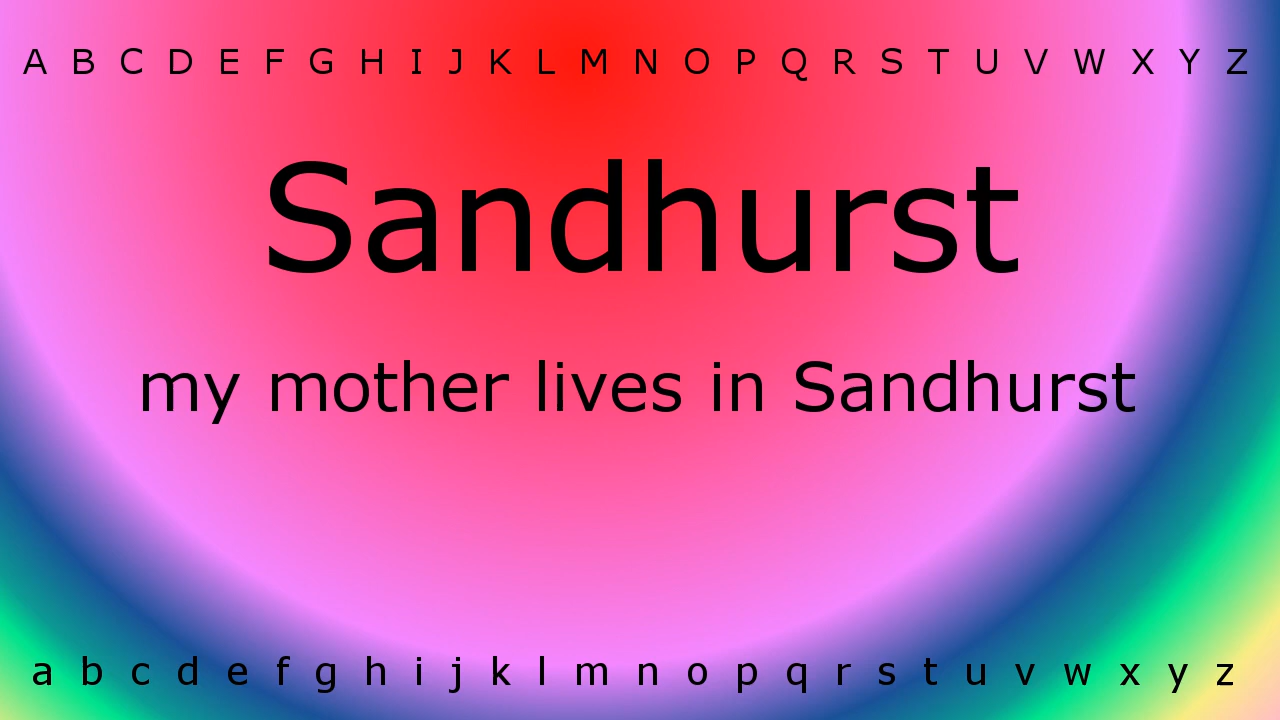 A B C D E F G H I J K L M N O P Q R S T U V W X Y Z
Sandhurst
my mother lives in Sandhurst
a b c d e f g h i j k l m n o p q r s t u v w x y z